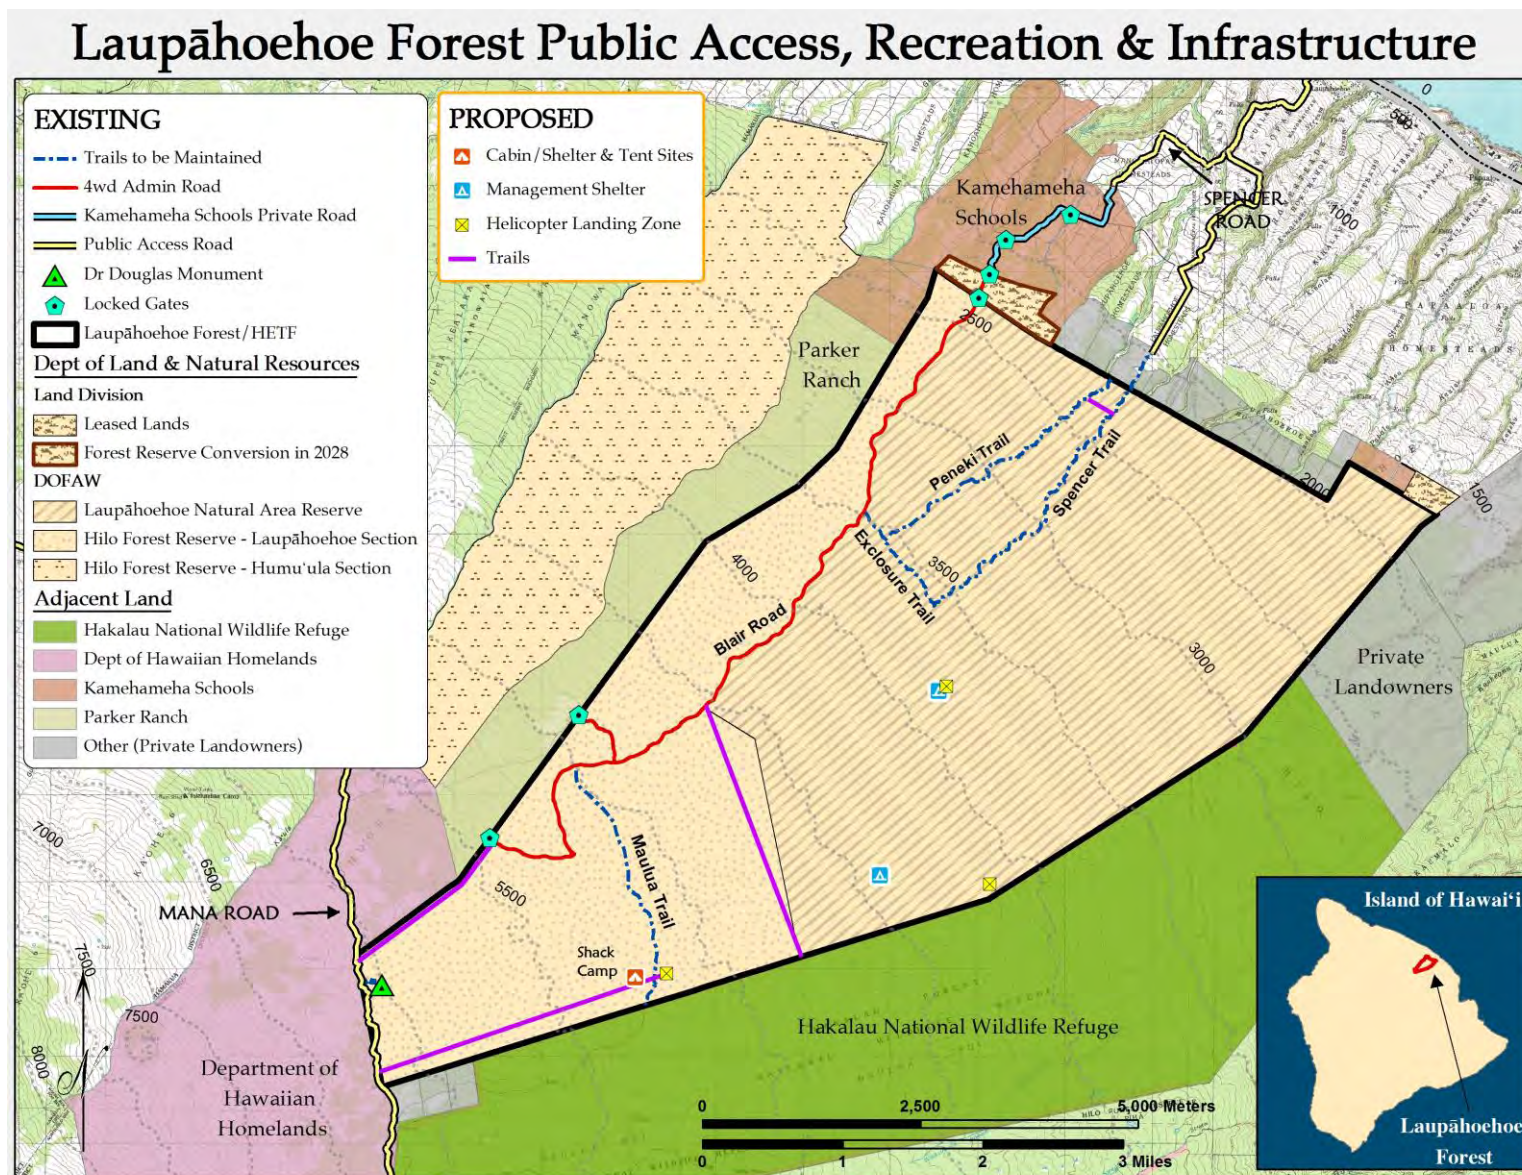 Laupāhoehoe Forest Public Access, Recreation & Infrastructure
EXISTING
Trails to be Maintained
4wd Admin Road
Kamehameha Schools Private Road
Public Access Road
Dr Douglas Monument
Locked Gates
Laupāhoehoe Forest/HETF
Dept of Land & Natural Resources
Land Division
Leased Lands
Forest Reserve Conversion in 2028
DOFAW
Laupāhoehoe Natural Area Reserve
Hilo Forest Reserve - Laupāhoehoe Section
Hilo Forest Reserve - Humu'ula Section
Adjacent Land
Hakalau National Wildlife Refuge
Dept of Hawaiian Homelands
Kamehameha Schools
Parker Ranch
Other (Private Landowners)
PROPOSED
Cabin/Shelter & Tent Sites
Management Shelter
Helicopter Landing Zone
Trails
Kamehameha
Schools
SPENCER
ROAD
0
500
1000
1500
2000
2500
Parker
Ranch
HOMESTEADS
Peneki Trail
Spencer Trail
Exclosure Trail
3500
4000
3000
Blair Road
Private
Landowners
Maulua Trail
5500
Shack
Camp
MANA ROAD
7000
6500
7500
7500
8000
Department of
Hawaiian
Homelands
Hakalau National Wildlife Refuge
0 2,500 5,000 Meters
0 1 2 3 Miles
Island of Hawai'i
Laupāhoehoe
Forest